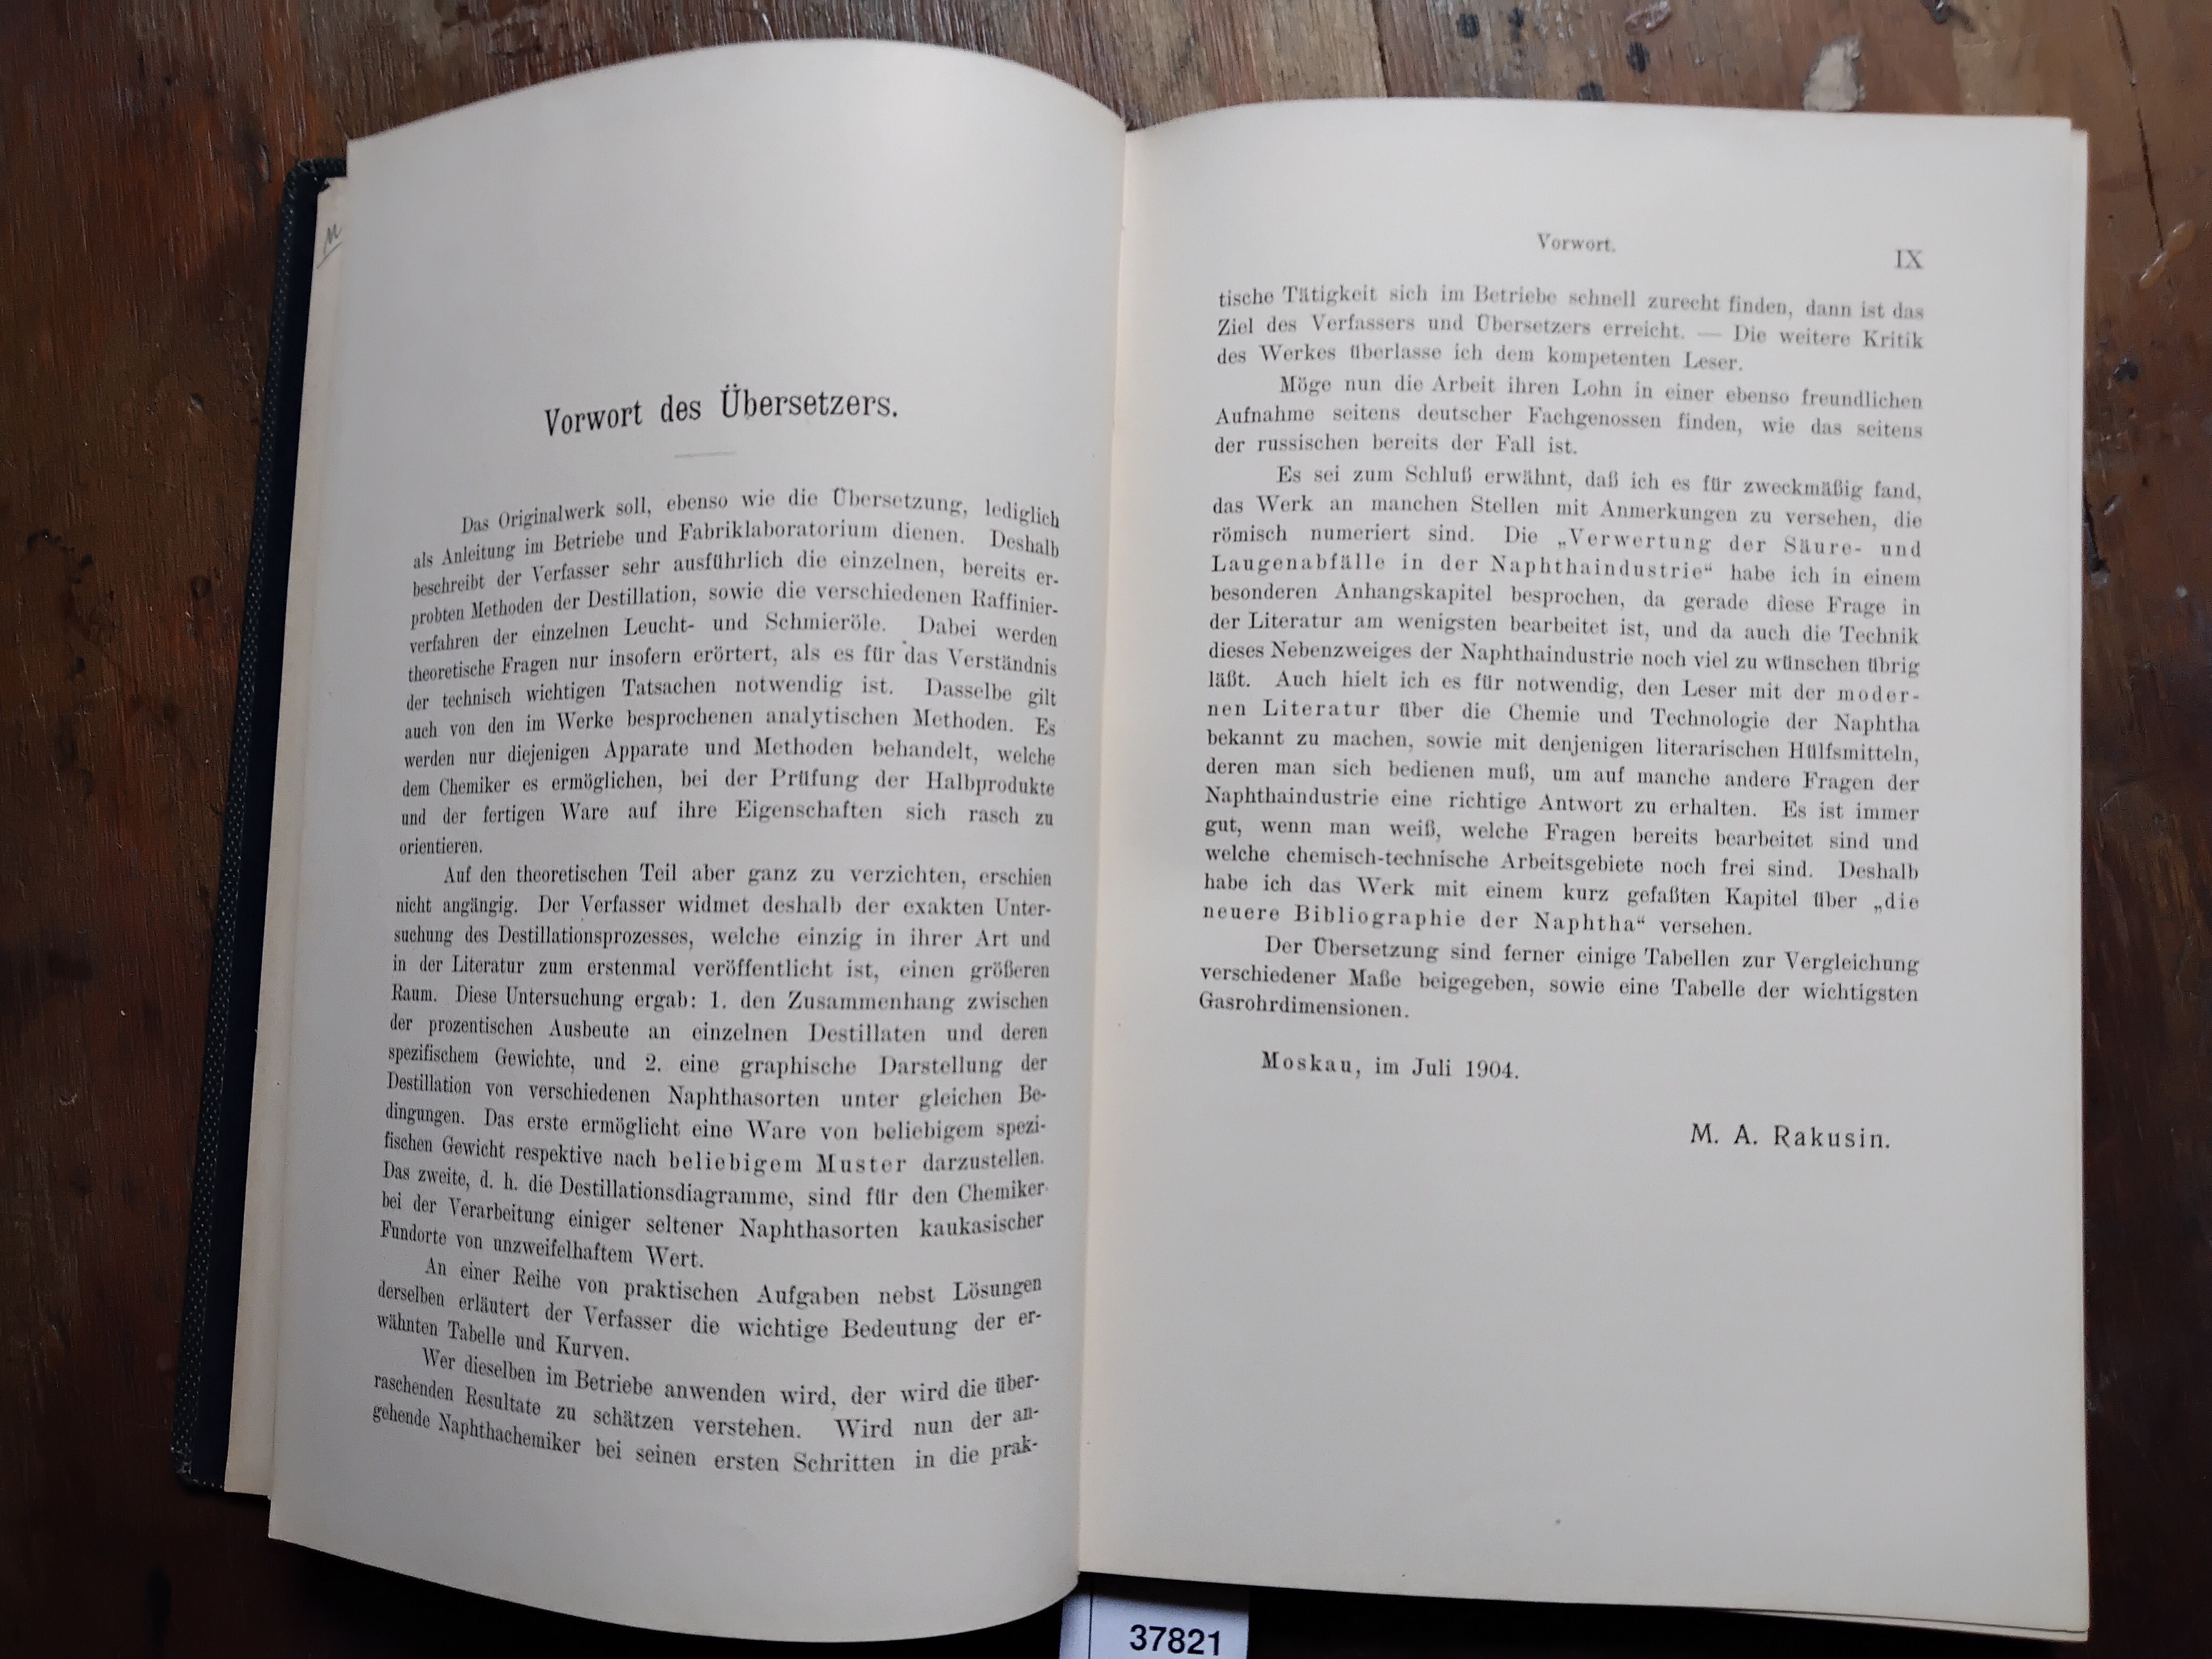 Vorwort des Übersetzers.
Das Originalwerk soll, ebenso wie die Übersetzung, lediglich
als Anleitung im Betriebe und Fabriklaboratorium dienen. Deshalb
beschreibt der Verfasser sehr ausführlich die einzelnen, bereits er-
probten Methoden der Destillation, sowie die verschiedenen Raffinier-
verfahren der einzelnen Leucht- und Schmieröle. Dabei werden
theoretische Fragen nur insofern erörtert, als es für das Verständnis
der technisch wichtigen Tatsachen notwendig ist. Dasselbe gilt
auch von den im Werke besprochenen analytischen Methoden. Es
werden nur diejenigen Apparate und Methoden behandelt, welche
dem Chemiker es ermöglichen, bei der Prüfung der Halbprodukte
und der fertigen Ware auf ihre Eigenschaften sich rasch zu
orientieren.
Auf den theoretischen Teil aber ganz zu verzichten, erschien
nicht angängig. Der Verfasser widmet deshalb der exakten Unter-
suchung des Destillationsprozesses, welche einzig in ihrer Art und
in der Literatur zum erstenmal veröffentlicht ist, einen größeren
Raum. Diese Untersuchung ergab: 1. den Zusammenhang zwischen
der prozentischen Ausbeute an einzelnen Destillaten und deren
spezifischem Gewichte, und 2. eine graphische Darstellung der
Destillation von verschiedenen Naphthasorten unter gleichen Be-
dingungen. Das erste ermöglicht eine Ware von beliebigem spezi-
fischen Gewicht respektive nach beliebigem Muster darzustellen.
Das zweite, d. h. die Destillationsdiagramme, sind für den Chemiker
bei der Verarbeitung einiger seltener Naphthasorten kaukasischer
Fundorte von unzweifelhaftem Wert.
An einer Reihe von praktischen Aufgaben nebst Lösungen
derselben erläutert der Verfasser die wichtige Bedeutung der er-
wähnten Tabelle und Kurven.
Wer dieselben im Betriebe anwenden wird, der wird die über-
raschenden Resultate zu schätzen verstehen. Wird nun der an-
gehende Naphthachemiker bei seinen ersten Schritten in die prak-
Vorwort.
IX
tische Tätigkeit sich im Betriebe schnell zurecht finden, dann ist das
Ziel des Verfassers und Übersetzers erreicht. — Die weitere Kritik
des Werkes überlasse ich dem kompetenten Leser.
Möge nun die Arbeit ihren Lohn in einer ebenso freundlichen
Aufnahme seitens deutscher Fachgenossen finden, wie das seitens
der russischen bereits der Fall ist.
Es sei zum Schluß erwähnt, daß ich es für zweckmäßig fand,
das Werk an manchen Stellen mit Anmerkungen zu versehen, die
römisch numeriert sind. Die „Verwertung der Säure- und
Laugenabfälle in der Naphthaindustrie“ habe ich in einem
besonderen Anhangskapitel besprochen, da gerade diese Frage in
der Literatur am wenigsten bearbeitet ist, und da auch die Technik
dieses Nebenzweiges der Naphthaindustrie noch viel zu wünschen übrig
läßt. Auch hielt ich es für notwendig, den Leser mit der moder-
nen Literatur über die Chemie und Technologie der Naphtha
bekannt zu machen, sowie mit denjenigen literarischen Hülfsmitteln,
deren man sich bedienen muß, um auf manche andere Fragen der
Naphthaindustrie eine richtige Antwort zu erhalten. Es ist immer
gut, wenn man weiß, welche Fragen bereits bearbeitet sind und
welche chemisch-technische Arbeitsgebiete noch frei sind. Deshalb
habe ich das Werk mit einem kurz gefaßten Kapitel über „die
neuere Bibliographie der Naphtha“ versehen.
Der Übersetzung sind ferner einige Tabellen zur Vergleichung
verschiedener Maße beigegeben, sowie eine Tabelle der wichtigsten
Gasrohrdimensionen.
Moskau, im Juli 1904.
M. A. Rakusin.
37821